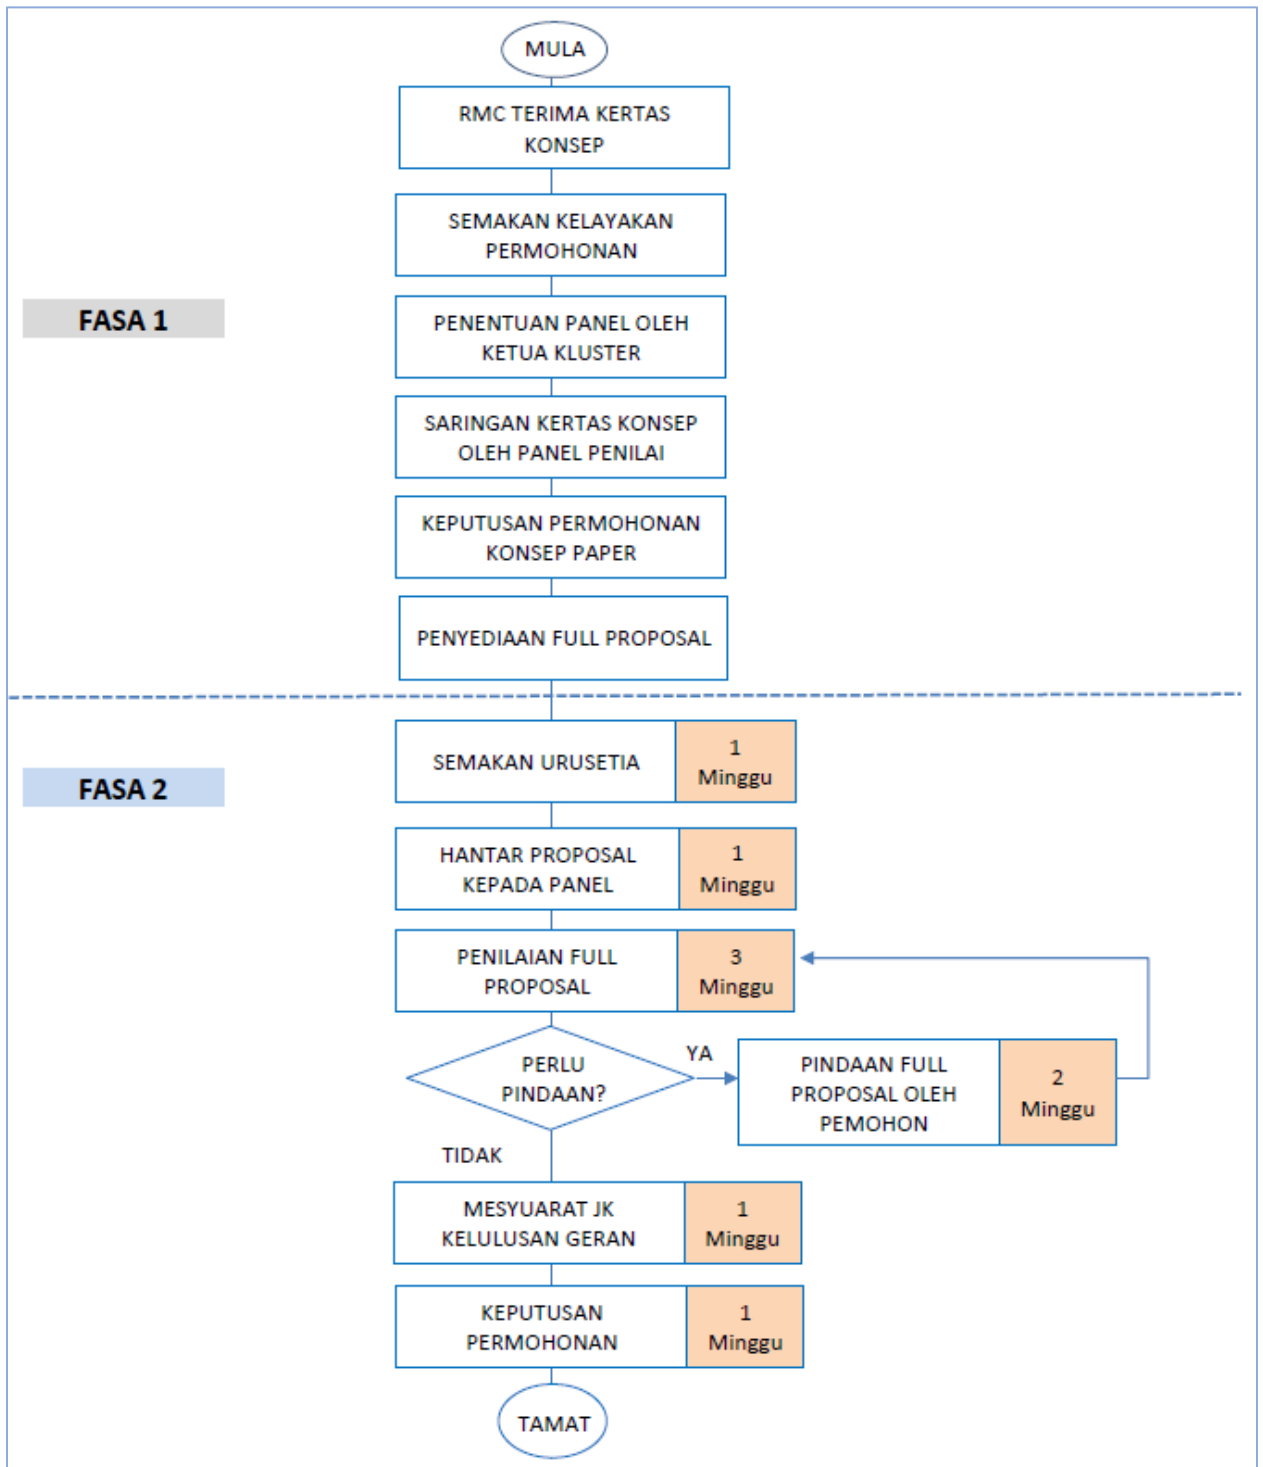 MULA
RMC TERIMA KERTAS
KONSEP
SEMAKAN KELAYAKAN
PERMOHONAN
FASA 1
PENENTUAN PANEL OLEH
KETUA KLUSTER
SARINGAN KERTAS KONSEP
OLEH PANEL PENILAI
KEPUTUSAN PERMOHONAN
KONSEP PAPER
PENYEDIAAN FULL PROPOSAL
FASA 2
SEMAKAN URUSETIA
1
Minggu
HANTAR PROPOSAL
KEPADA PANEL
1
Minggu
PENILAIAN FULL
PROPOSAL
3
Minggu
PERLU
PINDAAN?
YA
PINDAAN FULL
PROPOSAL OLEH
PEMOHON
2
Minggu
TIDAK
MESYUARAT JK
KELULUSAN GERAN
1
Minggu
KEPUTUSAN
PERMOHONAN
1
Minggu
TAMAT